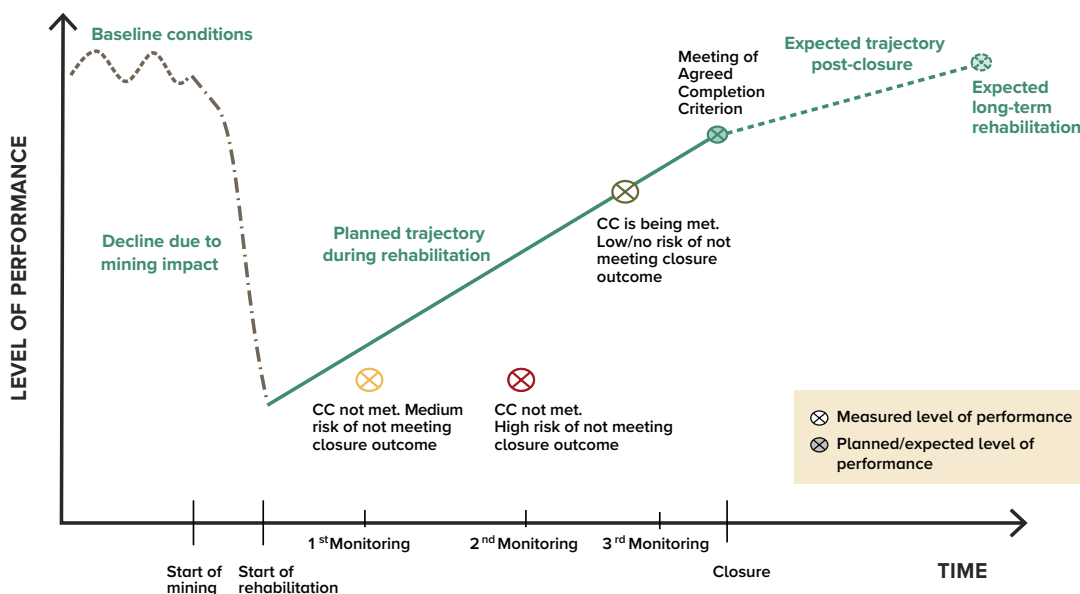 Baseline conditions
Meeting of
Agreed
Completion
Criterion
Expected trajectory
post-closure
Expected
long-term
rehabilitation
LEVEL OF PERFORMANCE
Decline due to
mining impact
Planned trajectory
during rehabilitation
CC is being met.
Low/no risk of not
meeting closure
outcome
CC not met. Medium
risk of not meeting
closure outcome
CC not met.
High risk of not meeting
closure outcome
Measured level of performance
Planned/expected level of
performance
1st Monitoring
2nd Monitoring
3rd Monitoring
Start of
mining
Start of
rehabilitation
Closure
TIME